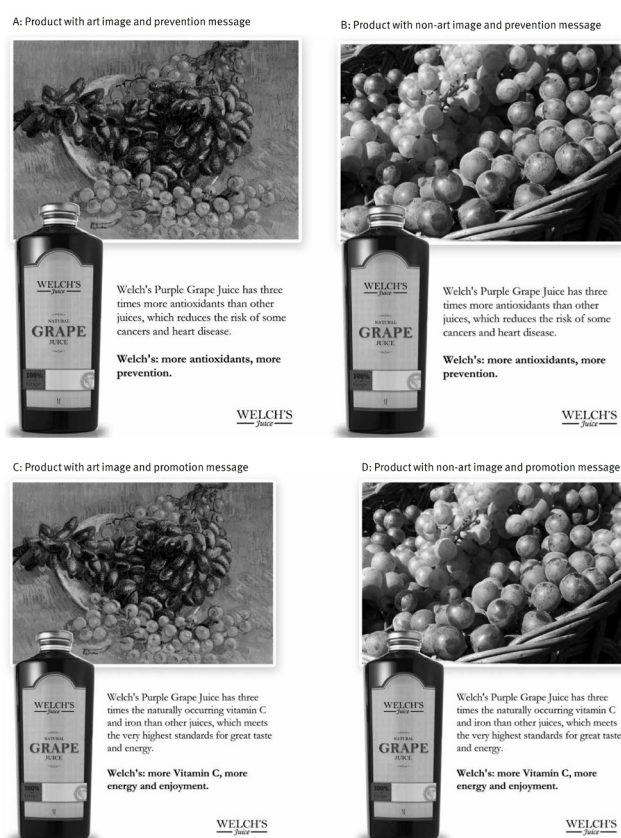 A: Product with art image and prevention message
B: Product with non-art image and prevention message
WELCH'S
Juice
NATURAL
GRAPE
JUICE
100%
Welch's Purple Grape Juice has three
times more antioxidants than other
juices, which reduces the risk of some
cancers and heart disease.
Welch's: more antioxidants, more
prevention.
WELCH'S
Juice
WELCH'S
Juice
NATURAL
GRAPE
JUICE
100%
Welch's Purple Grape Juice has three
times more antioxidants than other
juices, which reduces the risk of some
cancers and heart disease.
Welch's: more antioxidants, more
prevention.
WELCH'S
Juice
C: Product with art image and promotion message
D: Product with non-art image and promotion message
WELCH'S
Juice
NATURAL
GRAPE
JUICE
100%
Welch's Purple Grape Juice has three
times the naturally occurring vitamin C
and iron than other juices, which meets
the very highest standards for great taste
and energy.
Welch's: more Vitamin C, more
energy and enjoyment.
WELCH'S
Juice
WELCH'S
Juice
NATURAL
GRAPE
JUICE
100%
Welch's Purple Grape Juice has three
times the naturally occurring vitamin C
and iron than other juices, which meets
the very highest standards for great taste
and energy.
Welch's: more Vitamin C, more
energy and enjoyment.
WELCH'S
Juice